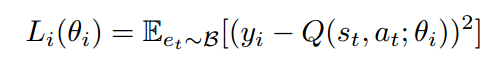 L_i(θ_i) = 𝔼_{e_t∼ℬ}[(y_i − Q(s_t, a_t; θ_i))²]